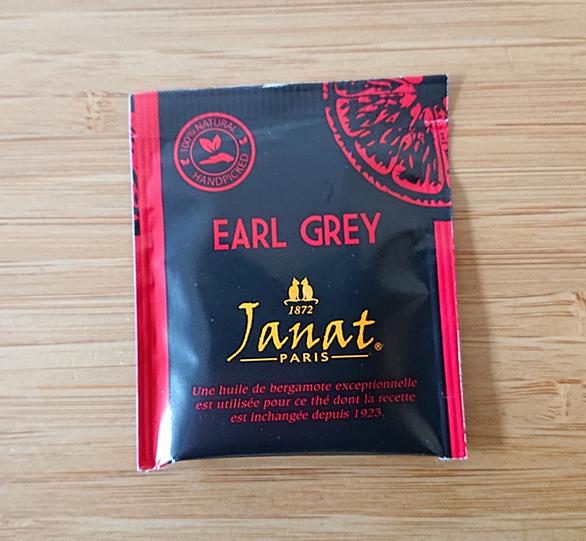 100% NATURAL
HANDPICKED
EARL GREY
1872
Janat®
PARIS
Une huile de bergamote exceptionnelle
est utilisée pour ce thé dont la recette
est inchangée depuis 1923.